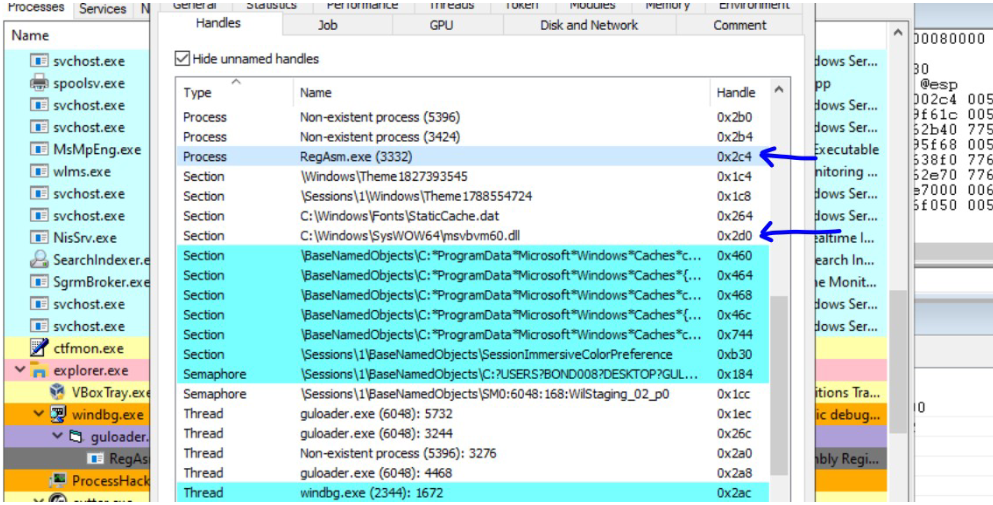 Processes Services N
Name
svchost.exe
spoolsv.exe
svchost.exe
svchost.exe
MsMpEng.exe
wlms.exe
svchost.exe
svchost.exe
NisSrv.exe
SearchIndexer.e
SgrmBroker.exe
svchost.exe
svchost.exe
ctfmon.exe
explorer.exe
VBoxTray.exe
windbg.exe
guloader.
RegAs
ProcessHack
General Statistics Performance Threads Token Modules Memory Environment
Handles Job GPU Disk and Network Comment
Hide unnamed handles
Type Name Handle
Process Non-existent process (5396) 0x2b0
Process Non-existent process (3424) 0x2b4
Process RegAsm.exe (3332) 0x2c4
Section \Windows\Theme1827393545 0x1c4
Section \Sessions\1\Windows\Theme1788554724 0x1c8
Section C:\Windows\Fonts\StaticCache.dat 0x264
Section C:\Windows\SysWOW64\msvbvm60.dll 0x2d0
Section \BaseNamedObjects\C:*ProgramData*Microsoft*Windows*Caches*c... 0x460
Section \BaseNamedObjects\C:*ProgramData*Microsoft*Windows*Caches*{... 0x464
Section \BaseNamedObjects\C:*ProgramData*Microsoft*Windows*Caches*c... 0x468
Section \BaseNamedObjects\C:*ProgramData*Microsoft*Windows*Caches*{... 0x46c
Section \BaseNamedObjects\C:*ProgramData*Microsoft*Windows*Caches*c... 0x744
Section \Sessions\1\BaseNamedObjects\SessionImmersiveColorPreference 0xb30
Semaphore \Sessions\1\BaseNamedObjects\C:?USERS?BOND008?DESKTOP?GUL... 0x184
Semaphore \Sessions\1\BaseNamedObjects\SM0:6048:168:WilStaging_02_p0 0x1cc
Thread guloader.exe (6048): 5732 0x1ec
Thread guloader.exe (6048): 3244 0x26c
Thread Non-existent process (5396): 3276 0x2a0
Thread guloader.exe (6048): 4468 0x2a8
Thread windbg.exe (2344): 1672 0x2ac
dows Ser...
pp
dows Ser...
dows Ser...
Executable
nitoring ...
dows Ser...
dows Ser...
ealtime I...
earch In...
ne Monit...
dows Ser...
dows Ser...
itions Tra...
ic debug...
nbly Regi...
00080000
30
@esp
002c4 005
9f61c 005
52b40 775
95f68 005
538f0 776
52e70 776
e7000 006
5f050 005